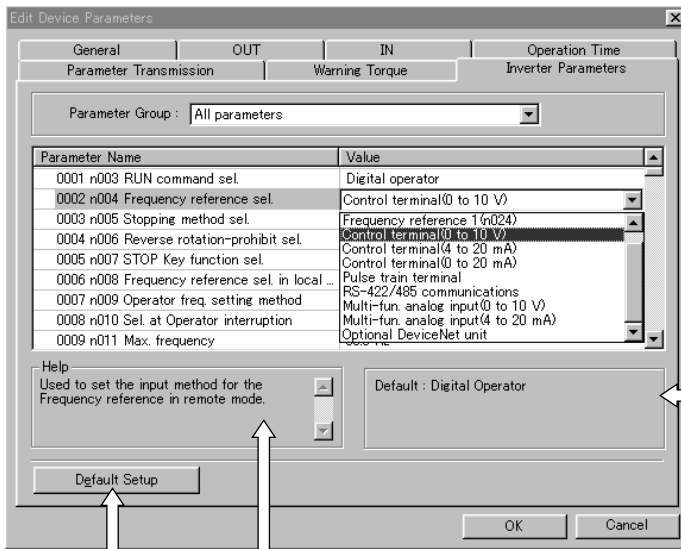 Edit Device Parameters
General OUT IN Operation Time
Parameter Transmission Warning Torque Inverter Parameters
Parameter Group : All parameters
Parameter Name Value
0001 n003 RUN command sel. Digital operator
0002 n004 Frequency reference sel. Control terminal(0 to 10 V)
0003 n005 Stopping method sel. Frequency reference 1(n024)
Control terminal(0 to 10 V)
0004 n006 Reverse rotation-prohibit sel. Control terminal(4 to 20 mA)
0005 n007 STOP Key function sel. Control terminal(0 to 20 mA)
0006 n008 Frequency reference sel. in local ... Pulse train terminal
RS-422/485 communications
0007 n009 Operator freq. setting method Multi-fun. analog input(0 to 10 V)
0008 n010 Sel. at Operator interruption Multi-fun. analog input(4 to 20 mA)
0009 n011 Max. frequency Optional DeviceNet unit
Help
Used to set the input method for the Default : Digital Operator
Frequency reference in remote mode.
Default Setup
OK Cancel